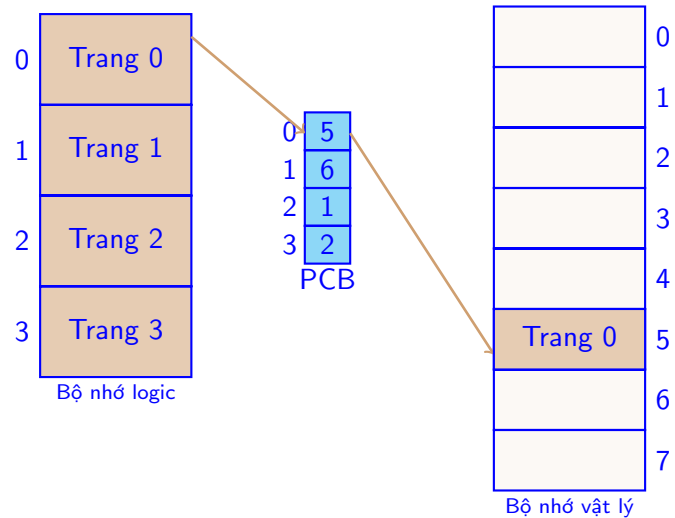 0 Trang 0
1 Trang 1
2 Trang 2
3 Trang 3
Bộ nhớ logic
0 5
1 6
2 1
3 2
PCB
0
1
2
3
4
Trang 0 5
6
7
Bộ nhớ vật lý